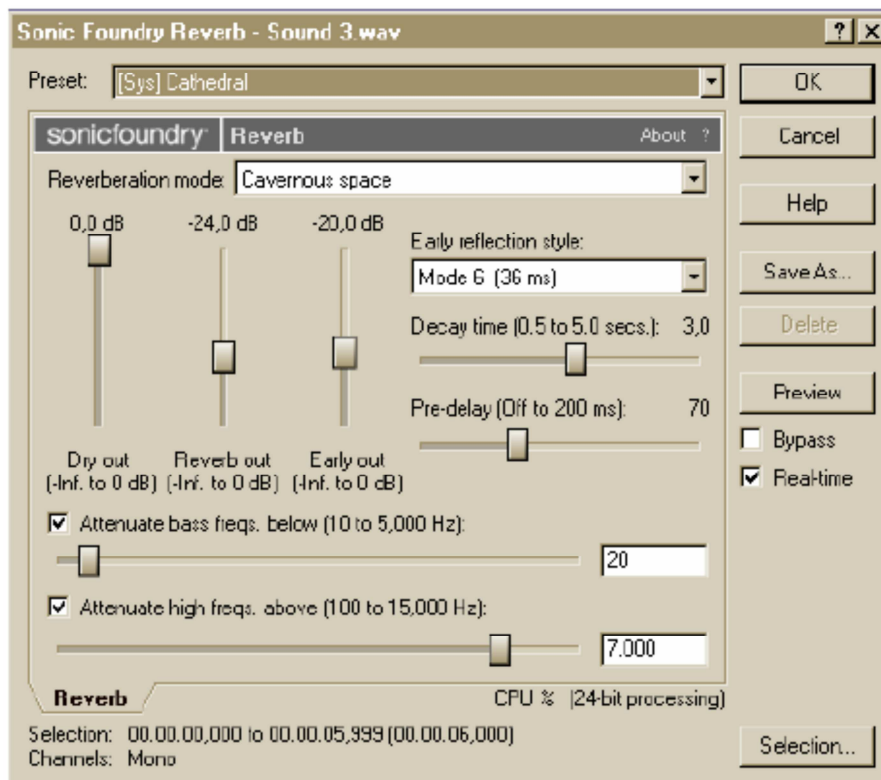 Sonic Foundry Reverb - Sound 3.wav ?
Preset: [Sys] Cathedral
OK
sonicfoundry Reverb About ?
Cancel
Reverberation mode: Cavernous space
Help
0,0 dB -24,0 dB -20,0 dB
Early reflection style:
Mode 6 (36 ms)
Save As...
Decay time (0.5 to 5.0 secs.): 3,0
Delete
Pre-delay (Off to 200 ms): 70
Preview
Bypass
Dry out Reverb out Early out
(-Inf. to 0 dB) (-Inf. to 0 dB) (-Inf. to 0 dB)
Real-time
Attenuate bass freqs. below (10 to 5,000 Hz):
20
Attenuate high freqs. above (100 to 15,000 Hz):
7.000
Reverb CPU % (24-bit processing)
Selection: 00.00.00,000 to 00.00.05,999 (00.00.06,000)
Channels: Mono
Selection...